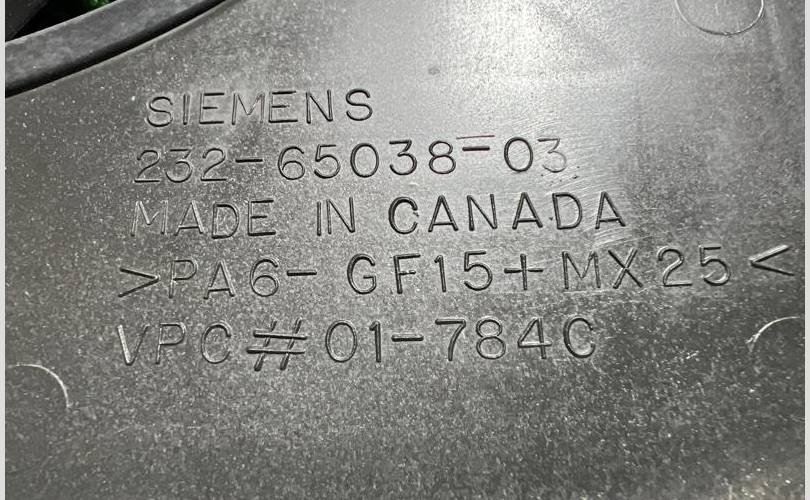 SIEMENS
232-65038-03
MADE IN CANADA
>PA6- GF15+MX25<
VPC#01-784C